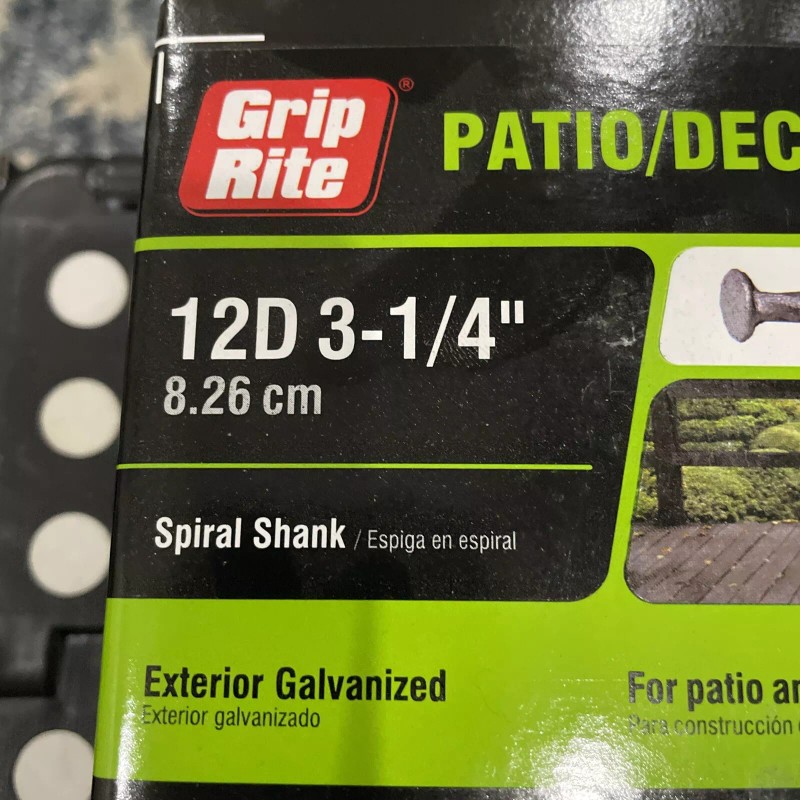 Grip
Rite
®
PATIO/DEC
12D 3-1/4"
8.26 cm
Spiral Shank / Espiga en espiral
Exterior Galvanized
Exterior galvanizado
For patio an
Para construcción